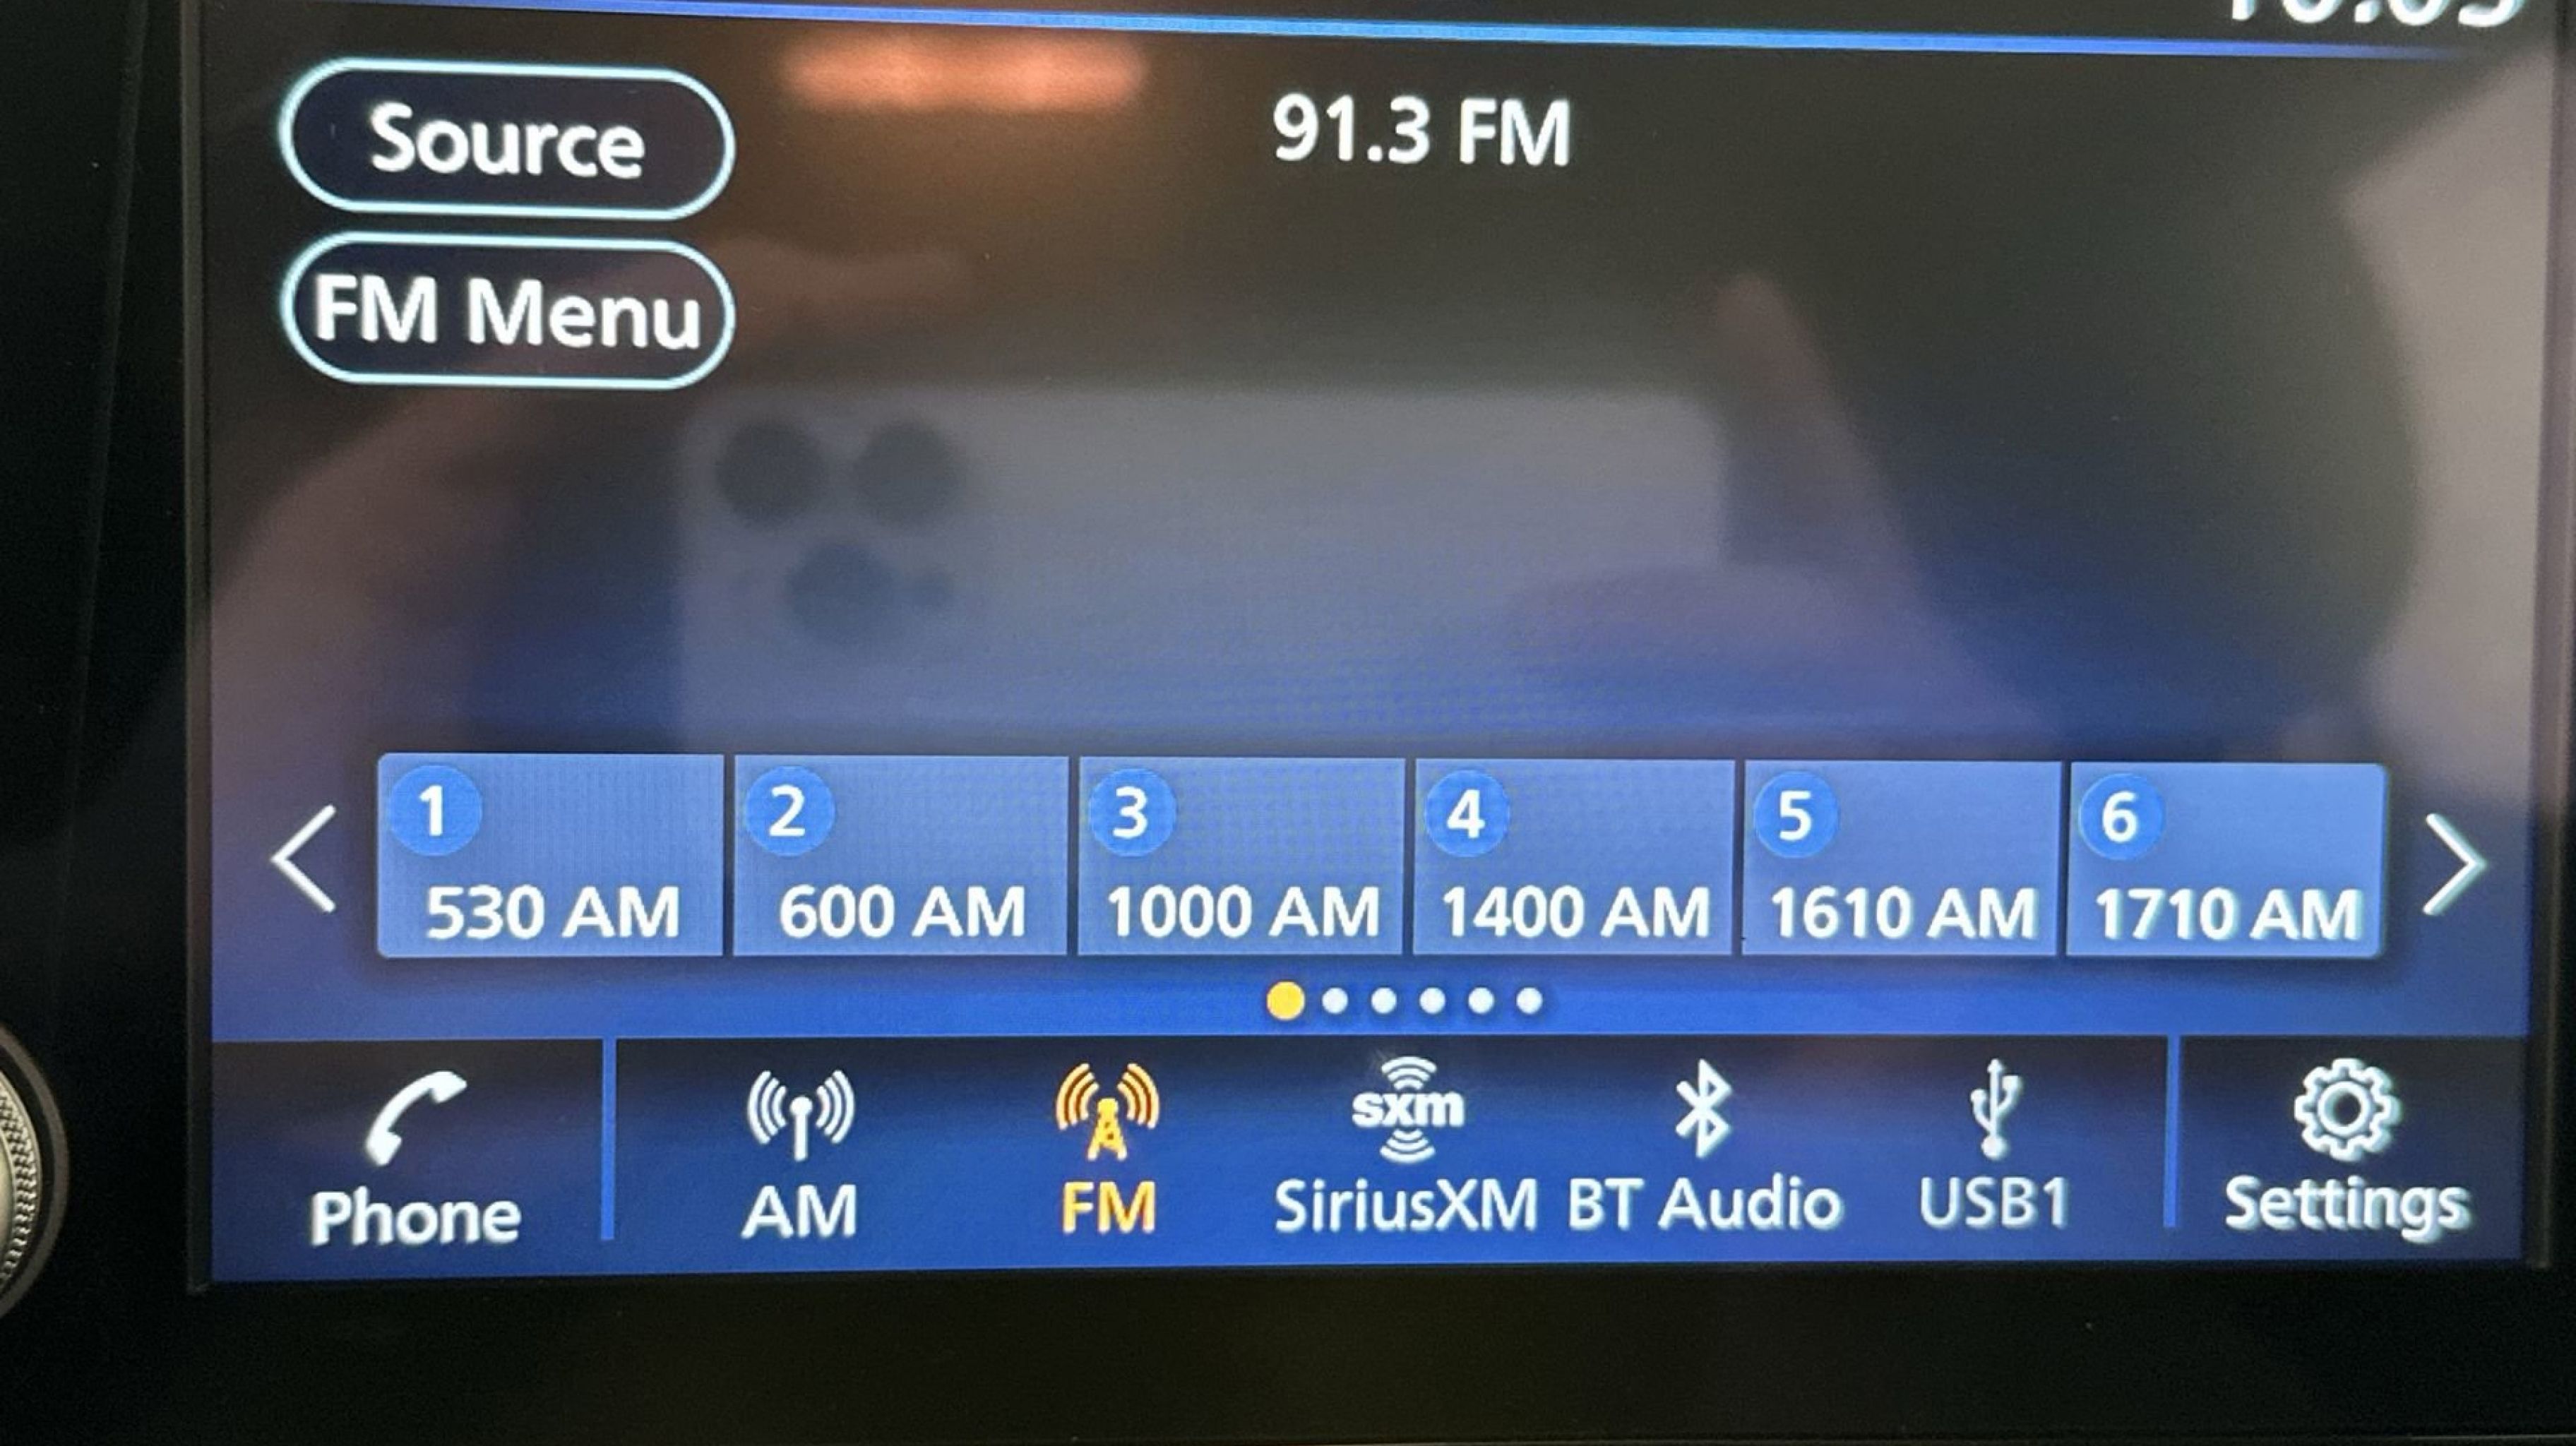 Source
91.3 FM
FM Menu
1 2 3 4 5 6
530 AM 600 AM 1000 AM 1400 AM 1610 AM 1710 AM
sxm
Phone AM FM SiriusXM BT Audio USB1 Settings